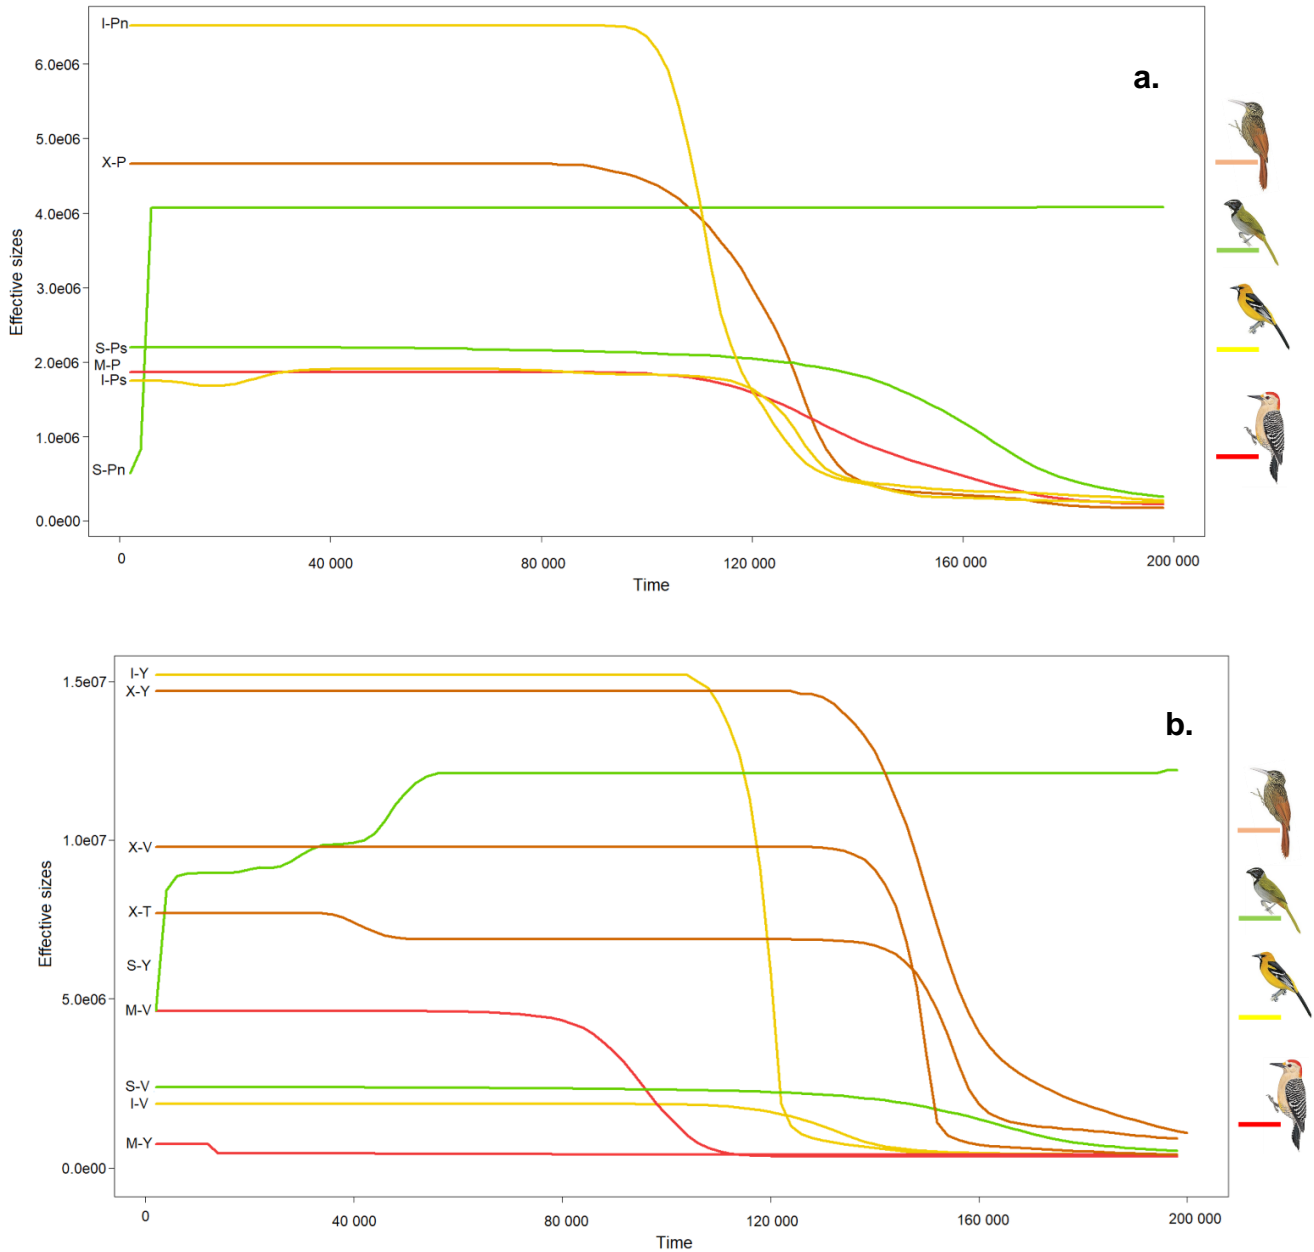 I-Pn
a.
6.0e06
5.0e06
X-P
4.0e06
3.0e06
Effective sizes
S-Ps
2.0e06
M-P
I-Ps
1.0e06
S-Pn
0.0e00
0 40 000 80 000 120 000 160 000 200 000
Time
I-Y
1.5e07
X-Y
b.
1.0e07
X-V
X-T
Effective sizes
S-Y
5.0e06
M-V
S-V
I-V
M-Y
0.0e00
0 40 000 80 000 120 000 160 000 200 000
Time